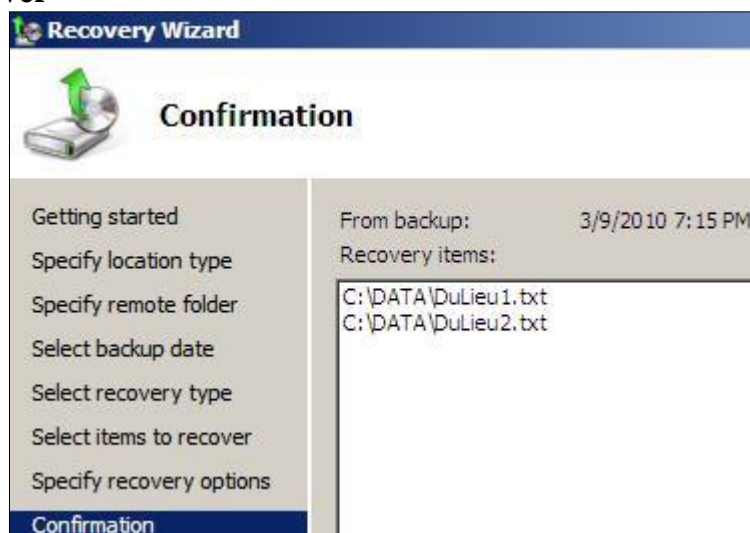 Recovery Wizard
Confirmation
Getting started
Specify location type
Specify remote folder
Select backup date
Select recovery type
Select items to recover
Specify recovery options
Confirmation
From backup: 3/9/2010 7:15 PM
Recovery items:
C:\DATA\DuLieu1.txt
C:\DATA\DuLieu2.txt